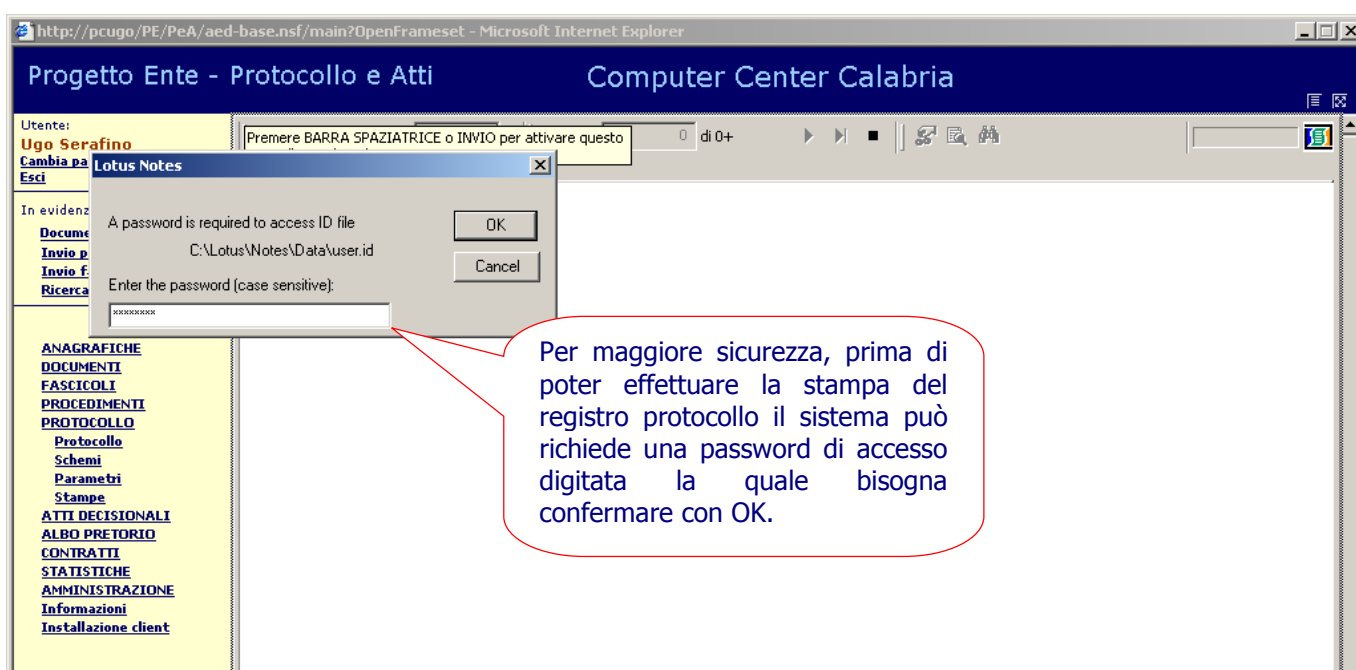 http://pcugo/PE/PeA/aed-base.nsf/main?OpenFrameset - Microsoft Internet Explorer
Progetto Ente - Protocollo e Atti
Computer Center Calabria
Utente:
Ugo Serafino
Cambia pa
Esci
Premere BARRA SPAZIATRICE o INVIO per attivare questo
0 di 0+
Lotus Notes
A password is required to access ID file
C:\Lotus\Notes\Data\user.id
Enter the password (case sensitive):
xxxxxxxx
OK
Cancel
In evidenz
Docume
Invio p
Invio f
Ricerca
ANAGRAFICHE
DOCUMENTI
FASCICOLI
PROCEDIMENTI
PROTOCOLLO
Protocollo
Schemi
Parametri
Stampe
ATTI DECISIONALI
ALBO PRETORIO
CONTRATTI
STATISTICHE
AMMINISTRAZIONE
Informazioni
Installazione client
Per maggiore sicurezza, prima di
poter effettuare la stampa del
registro protocollo il sistema può
richiede una password di accesso
digitata la quale bisogna
confermare con OK.